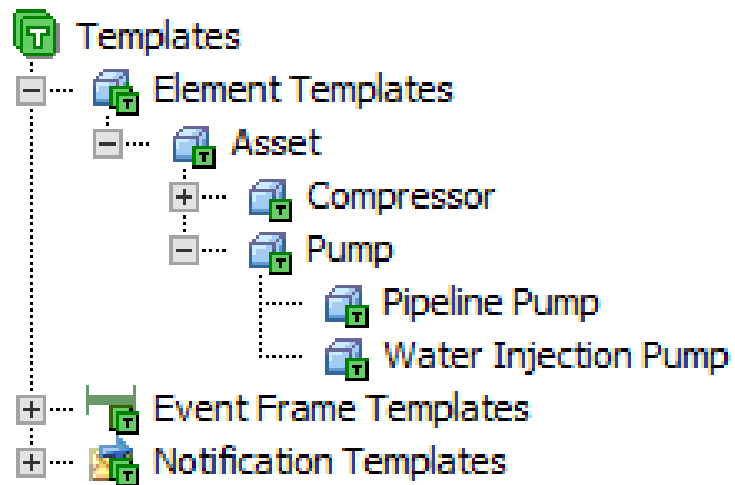 Templates
Element Templates
Asset
Compressor
Pump
Pipeline Pump
Water Injection Pump
Event Frame Templates
Notification Templates